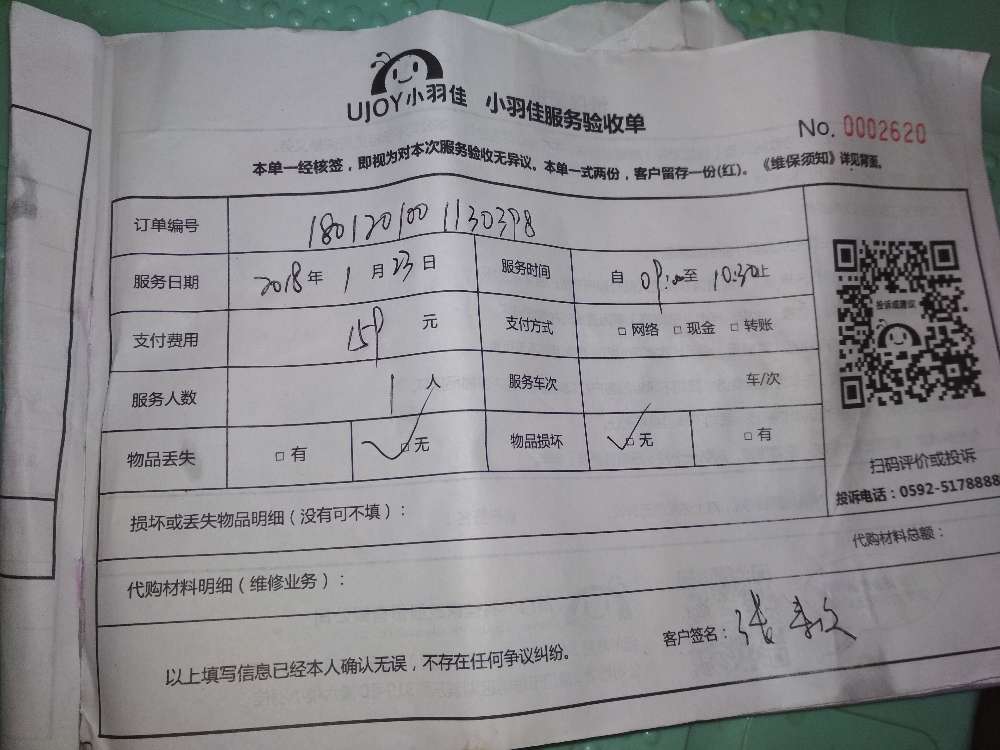 UJOY小羽佳 小羽佳服务验收单
No. 0002620
本单一经核签，即视为对本次服务验收无异议。本单一式两份，客户留存一份(红)。《维保须知》详见背面。
订单编号 180120100 1130398
服务日期 2018年 1月23日 服务时间 自 09:00至 10:30止
支付费用 159 元 支付方式 □ 网络 □ 现金 □ 转账
服务人数 1 人 服务车次 车/次
物品丢失 □ 有 ☑ 无 物品损坏 ☑ 无 □ 有
投诉或建议
扫码评价或投诉
投诉电话：0592-5178888
损坏或丢失物品明细（没有可不填）：
代购材料明细（维修业务）： 代购材料总额：
以上填写信息已经本人确认无误，不存在任何争议纠纷。 客户签名：张